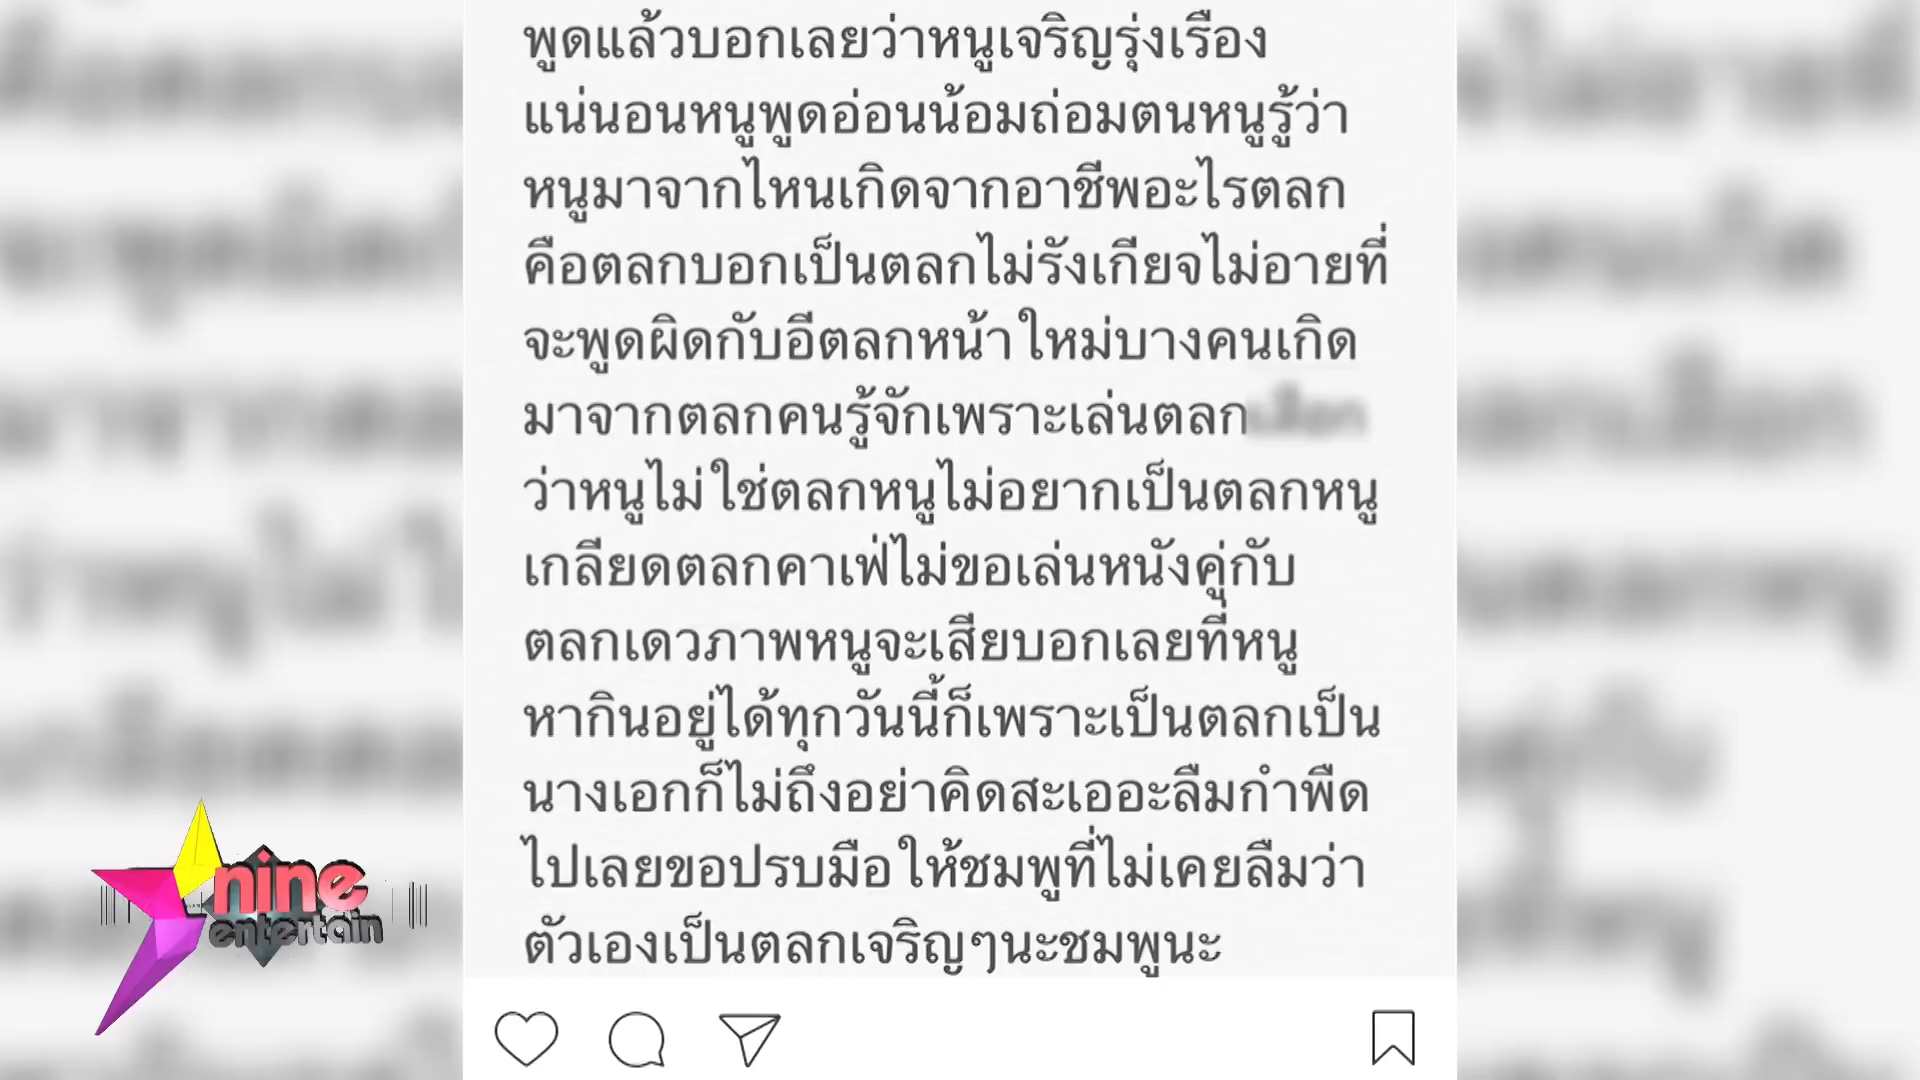 พูดแล้วบอกเลยว่าหนูเจริญรุ่งเรือง
แน่นอนหนูพูดอ่อนน้อมถ่อมตนหนูรู้ว่า
หนูมาจากไหนเกิดจากอาชีพอะไรตลก
คือตลกบอกเป็นตลกไม่รังเกียจไม่อายที่
จะพูดผิดกับอีตลกหน้าใหม่บางคนเกิด
มาจากตลกคนรู้จักเพราะเล่นตลก
ว่าหนูไม่ใช่ตลกหนูไม่อยากเป็นตลกหนู
เกลียดตลกคาเฟ่ไม่ขอเล่นหนังคู่กับ
ตลกเดวภาพหนูจะเสียบอกเลยที่หนู
หากินอยู่ได้ทุกวันนี้ก็เพราะเป็นตลกเป็น
นางเอกก็ไม่ถึงอย่าคิดสะเออะลืมกำพืด
ไปเลยขอปรบมือให้ชมพูที่ไม่เคยลืมว่า
ตัวเองเป็นตลกเจริญๆนะชมพูนะ
nine
entertain